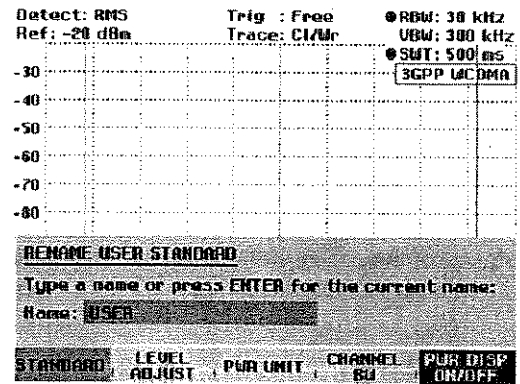 Detect: RMS Trig : Free RBW: 30 kHz
Ref: -20 dBm Trace: Cl/Wr VBW: 300 kHz
SWT: 500 ms
3GPP WCDMA
-30
-40
-50
-60
-70
-80
RENAME USER STANDARD
Type a name or press ENTER for the current name:
Name: USER
STANDARD LEVEL ADJUST PWR UNIT CHANNEL BW PWR DISP ON/OFF